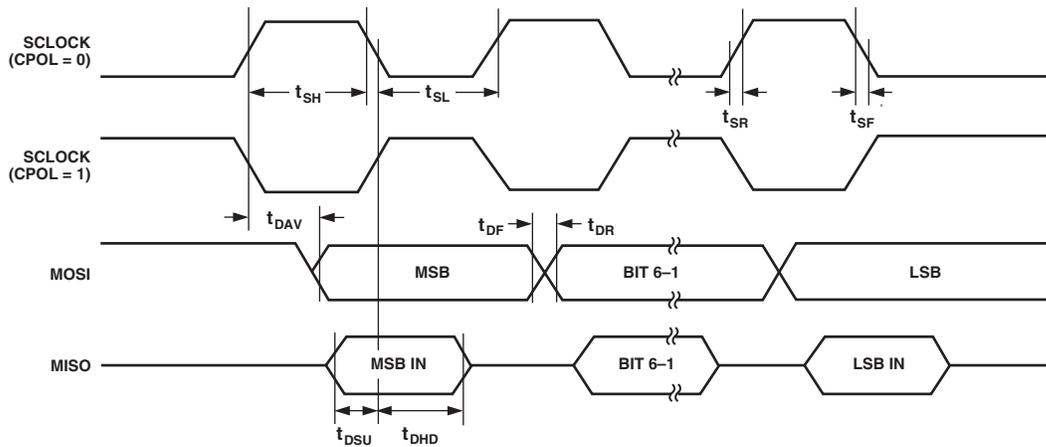 SCLOCK
(CPOL = 0)
tSH
tSL
tSR
tSF
SCLOCK
(CPOL = 1)
tDAV
tDF
tDR
MOSI
MSB
BIT 6–1
LSB
MISO
MSB IN
BIT 6–1
LSB IN
tDSU
tDHD